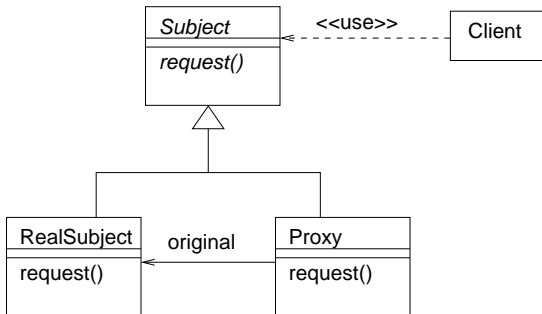 Subject
<<use>>
Client
request()
RealSubject
original
Proxy
request()
request()